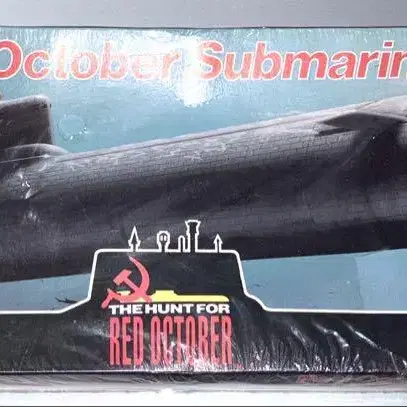 October Submarin
THE HUNT FOR
RED OCTOBER